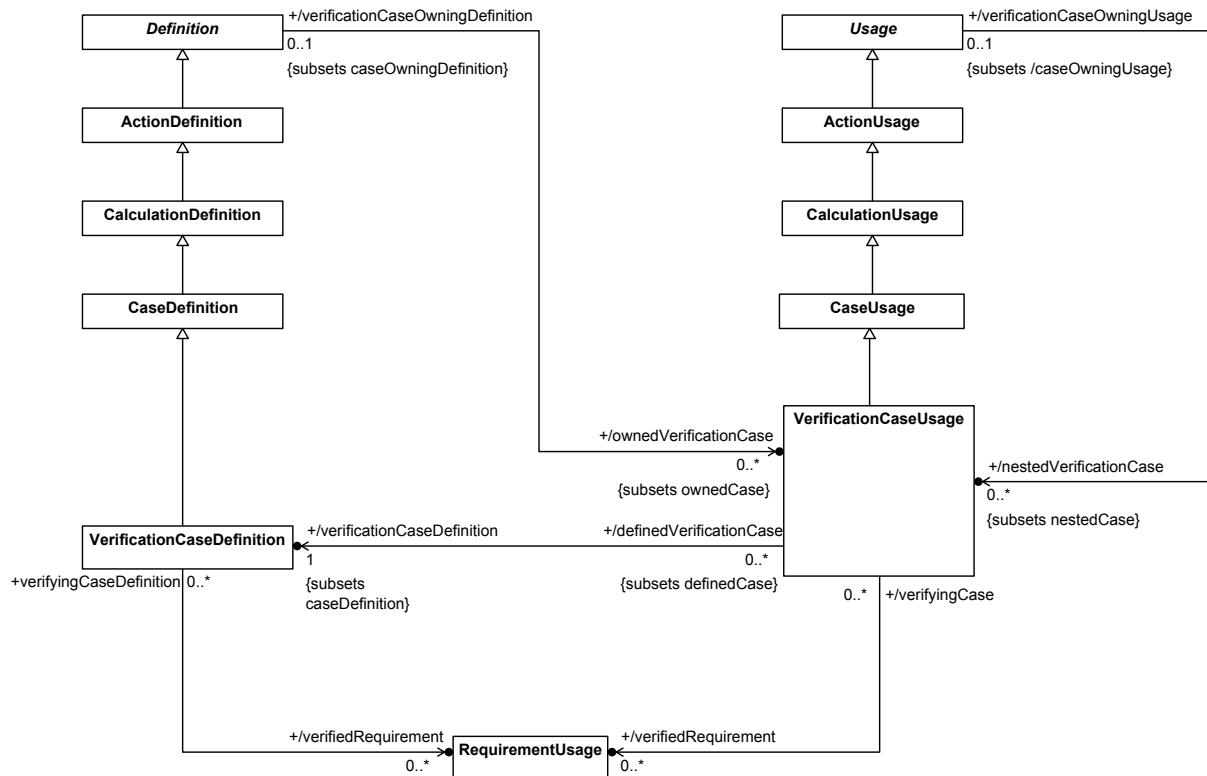 +/verificationCaseOwningDefinition
+/verificationCaseOwningUsage
Definition
Usage
0..1
0..1
{subsets caseOwningDefinition}
{subsets /caseOwningUsage}
ActionDefinition
ActionUsage
CalculationDefinition
CalculationUsage
CaseDefinition
CaseUsage
VerificationCaseUsage
+/ownedVerificationCase
0..*
{subsets ownedCase}
+/nestedVerificationCase
0..*
{subsets nestedCase}
VerificationCaseDefinition
+/verificationCaseDefinition
1
{subsets
caseDefinition}
+/definedVerificationCase
0..*
{subsets definedCase}
+verifyingCaseDefinition
0..*
0..*
+/verifyingCase
+/verifiedRequirement
0..*
RequirementUsage
+/verifiedRequirement
0..*